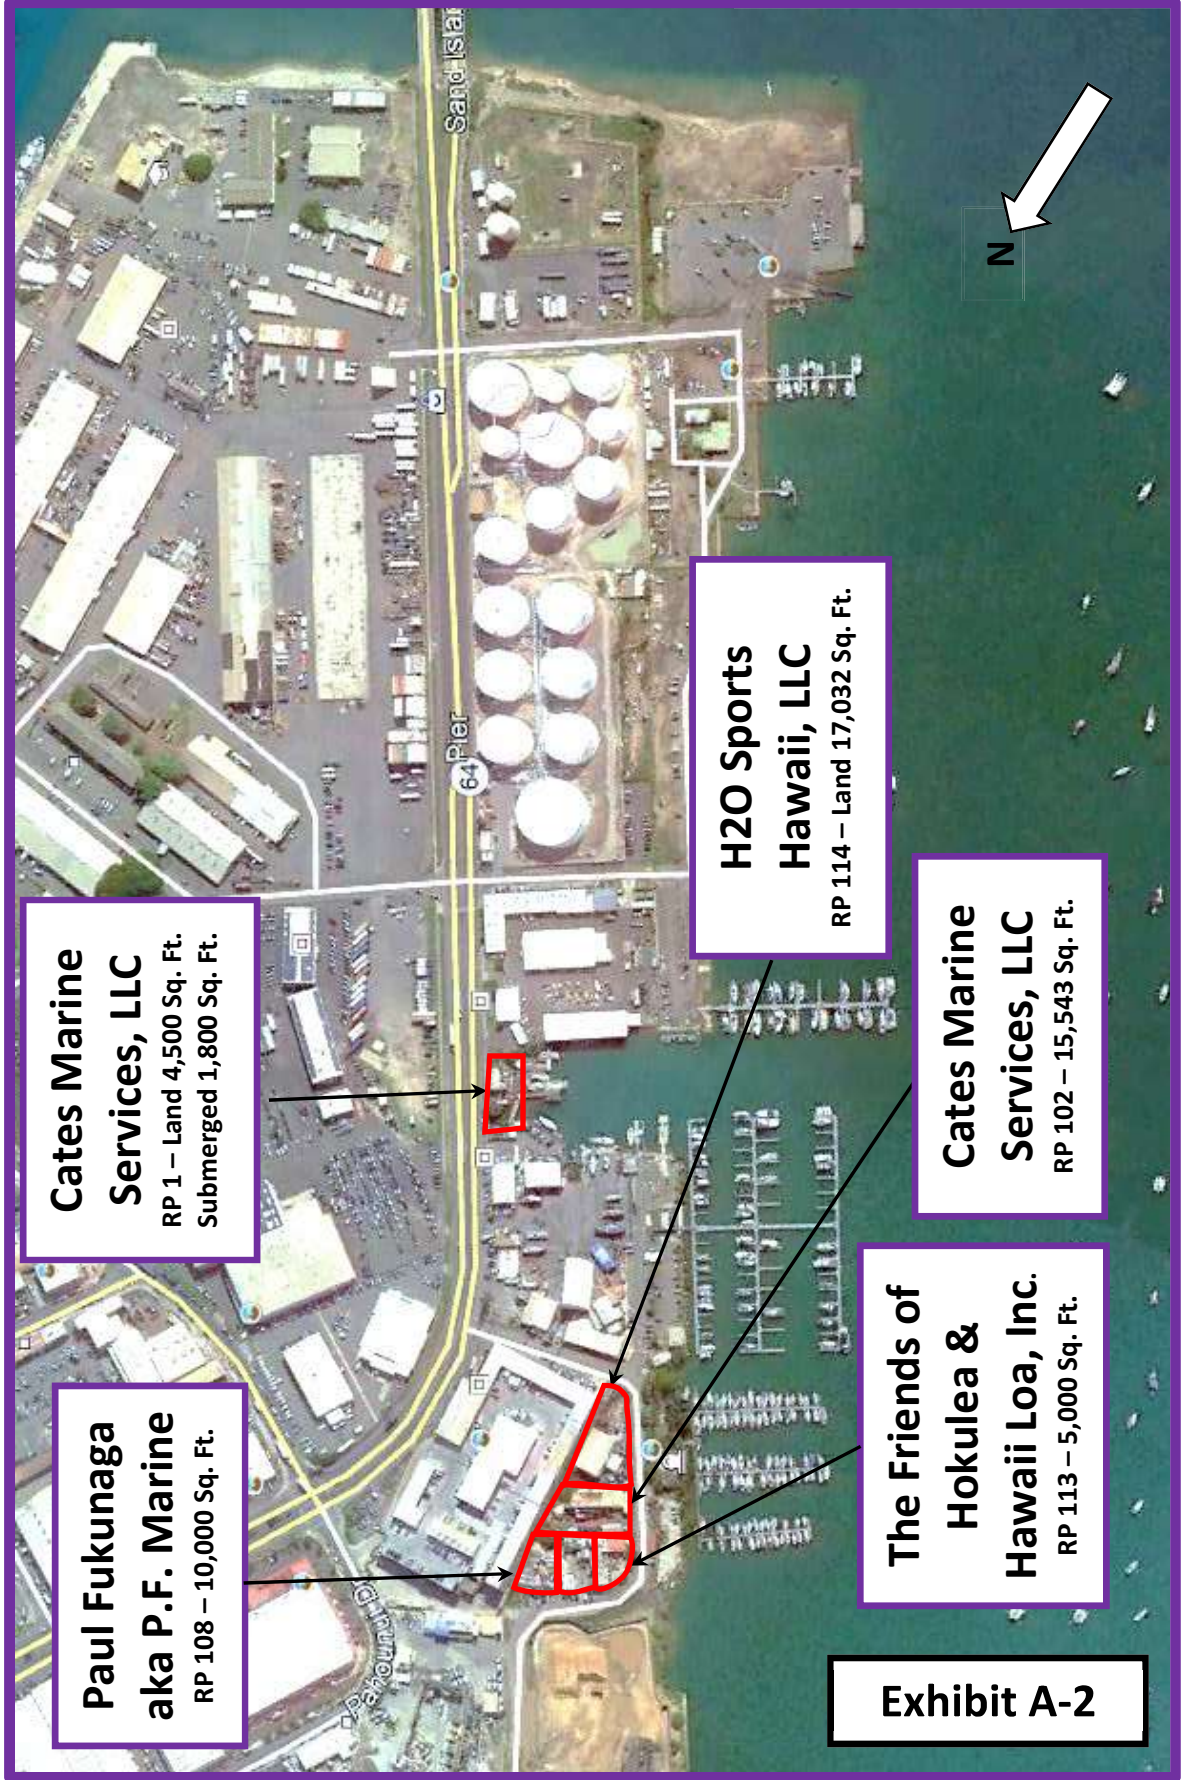 Sand Islan
N
Pier
64
H2O Sports
Hawaii, LLC
RP 114 – Land 17,032 Sq. Ft.
Cates Marine
Services, LLC
RP 1 – Land 4,500 Sq. Ft.
Submerged 1,800 Sq. Ft.
Cates Marine
Services, LLC
RP 102 – 15,543 Sq. Ft.
The Friends of
Hokulea &
Hawaii Loa, Inc.
RP 113 – 5,000 Sq. Ft.
Paul Fukunaga
aka P.F. Marine
RP 108 – 10,000 Sq. Ft.
Exhibit A-2